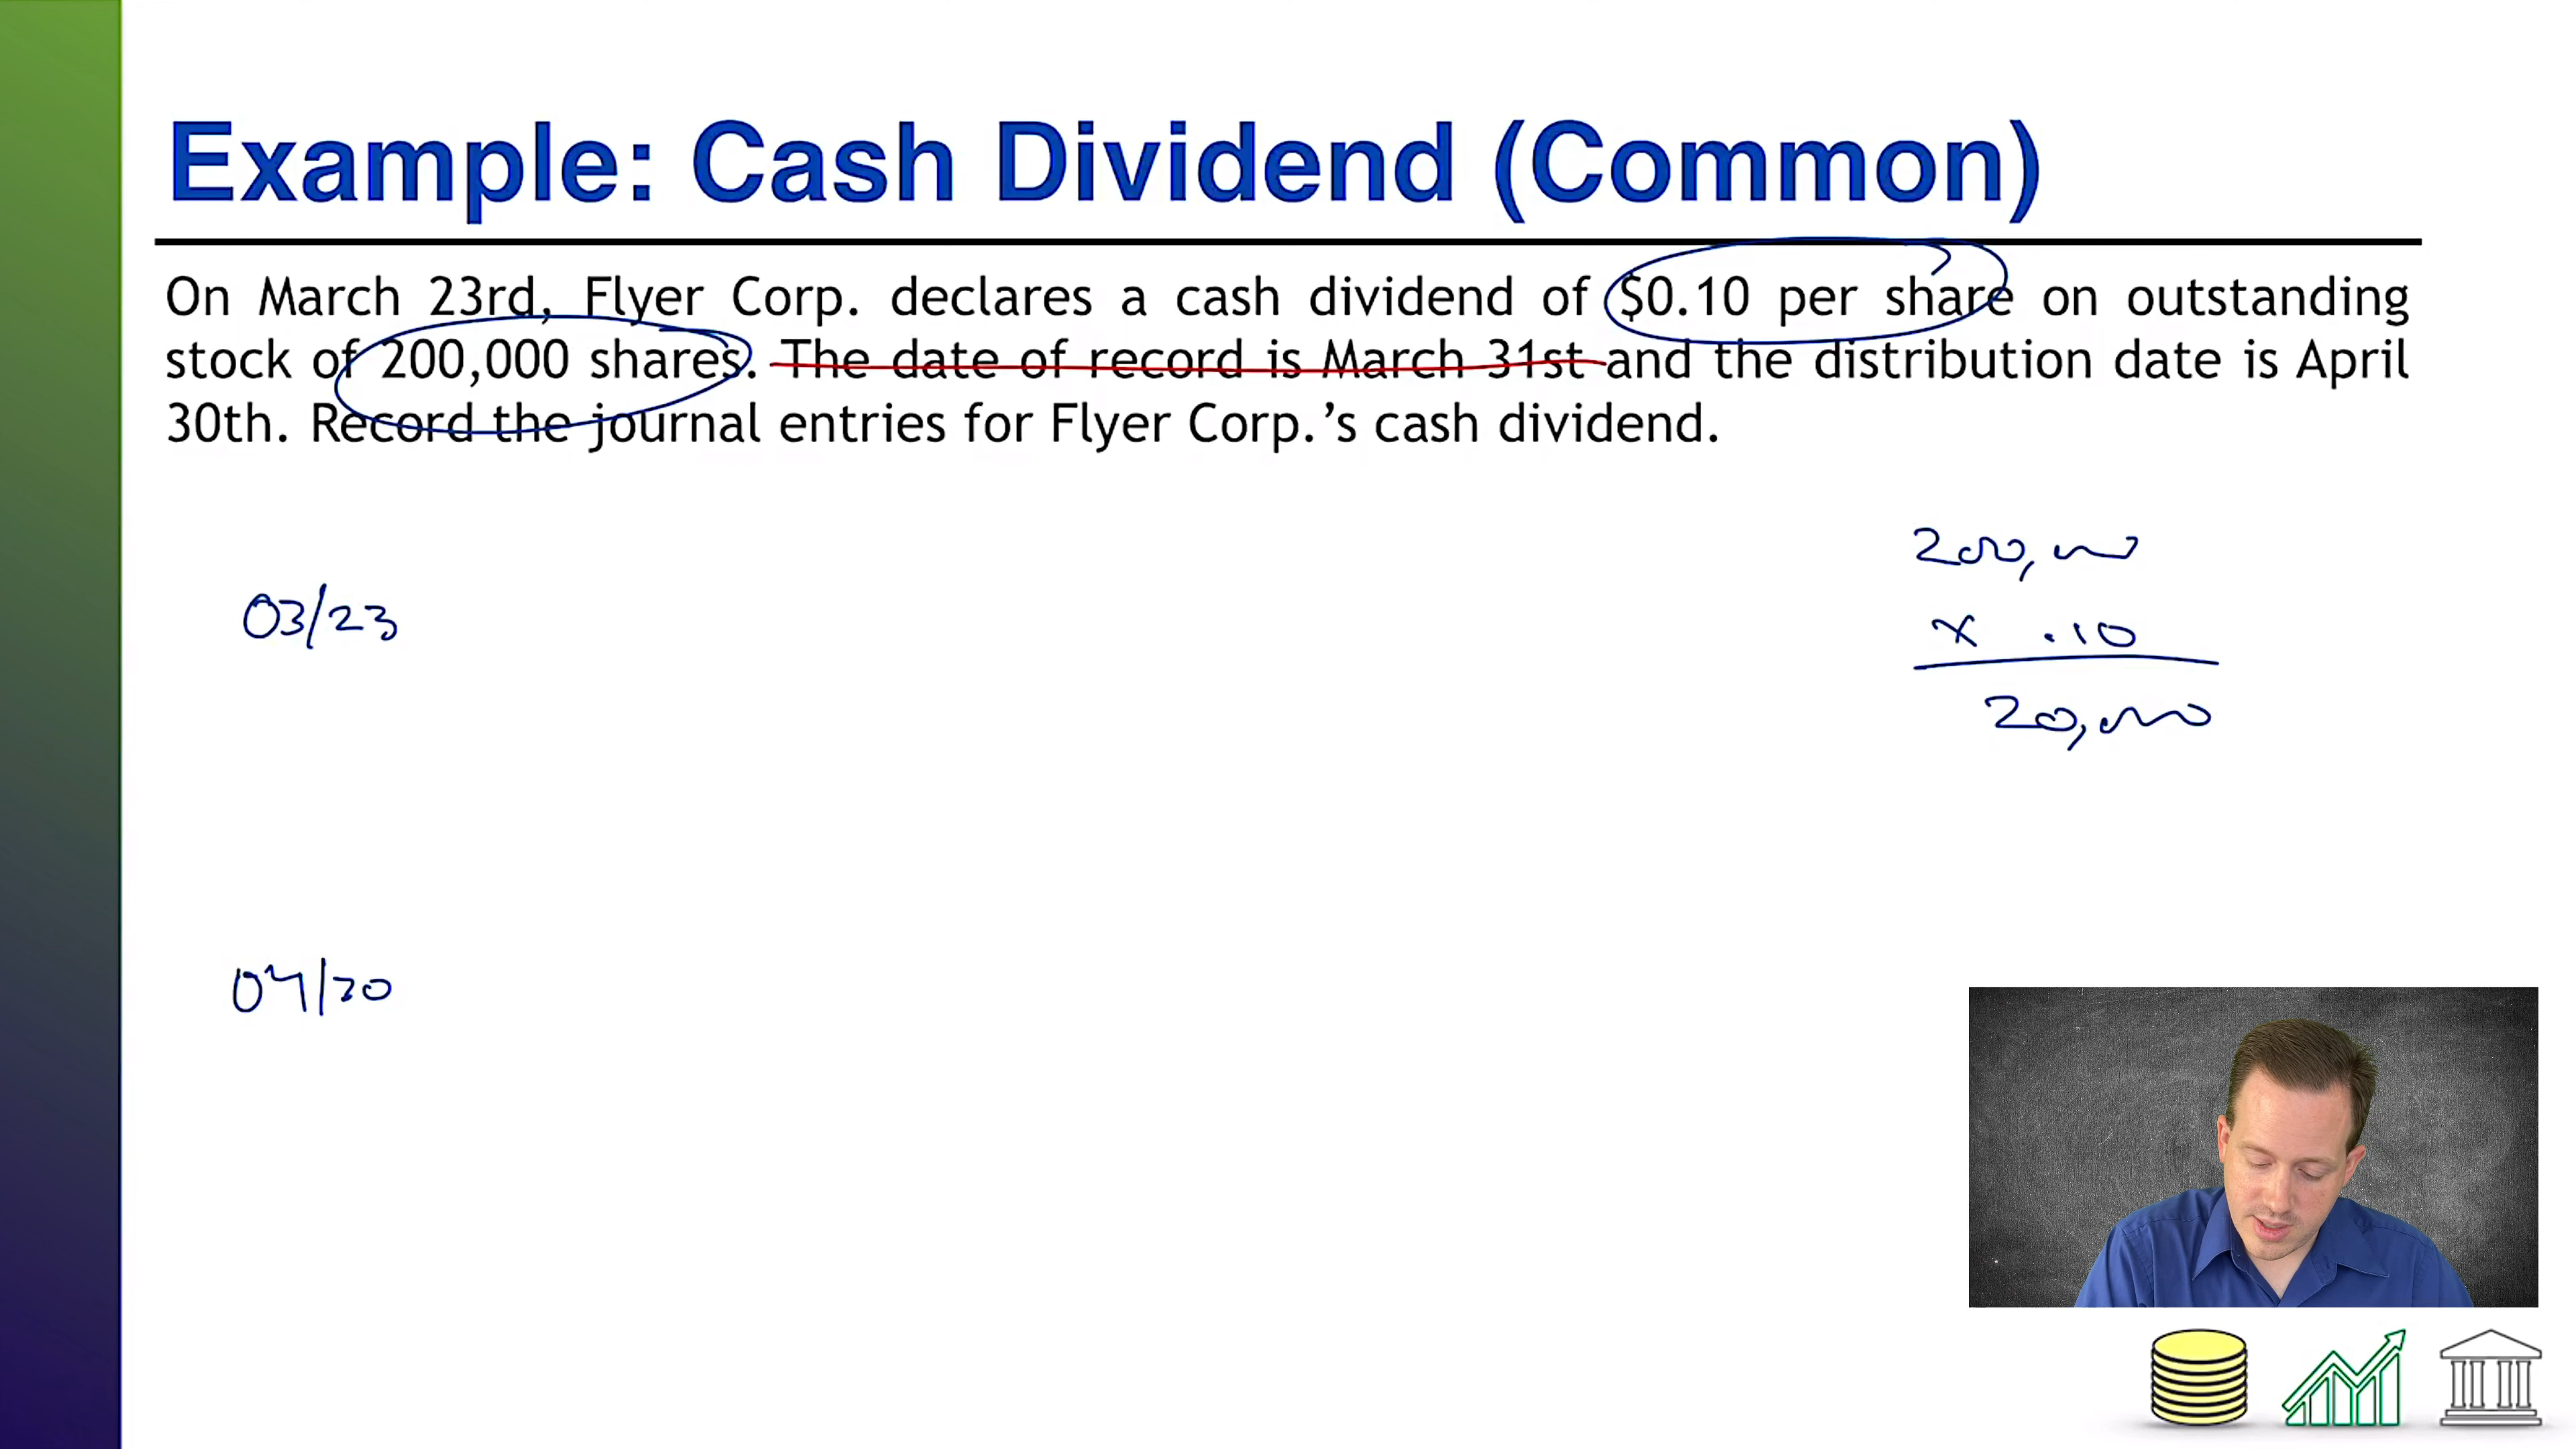 Example: Cash Dividend (Common)
On March 23rd, Flyer Corp. declares a cash dividend of $0.10 per share on outstanding
stock of 200,000 shares. The date of record is March 31st and the distribution date is April
30th. Record the journal entries for Flyer Corp.’s cash dividend.
200,000
03/23
x .10
20,000
04/30